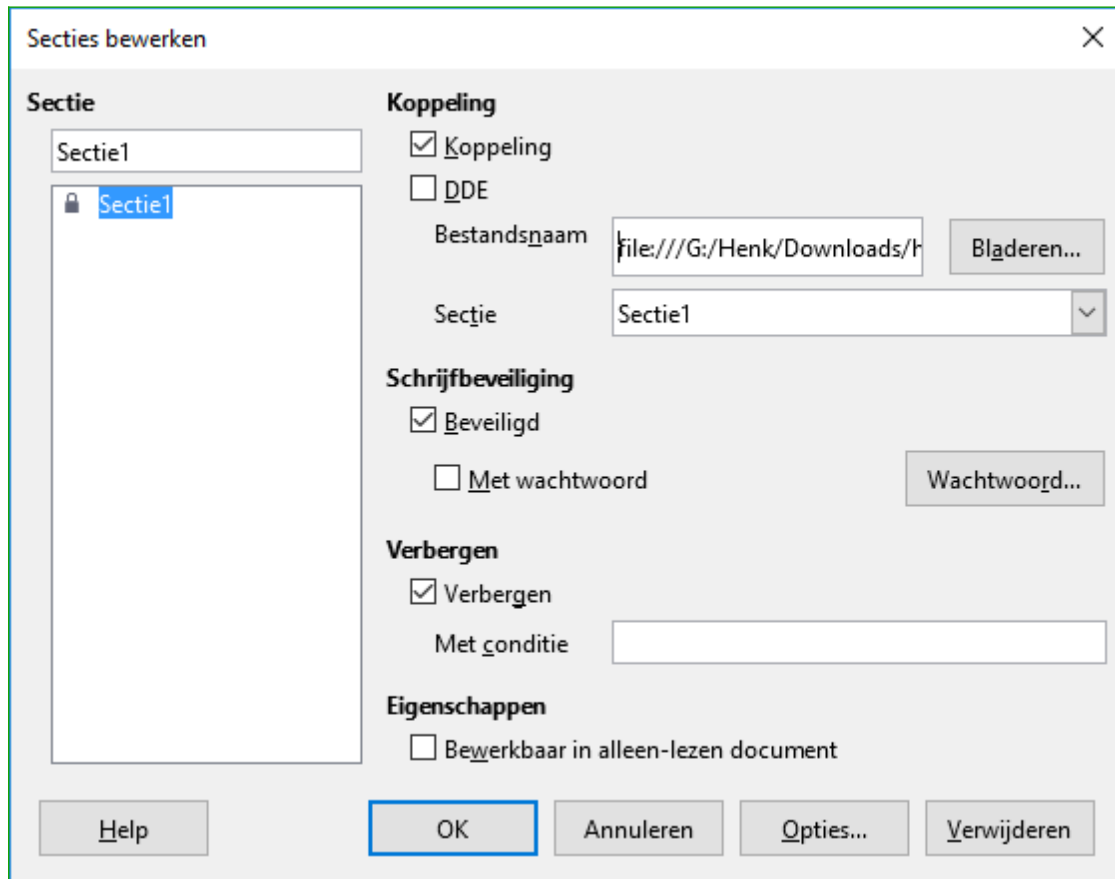 Secties bewerken
Sectie
Sectie1
Sectie1
Koppeling
Koppeling
DDE
Bestandsnaam
file:///G:/Henk/Downloads/h
Bladeren...
Sectie
Sectie1
Schrijfbeveiliging
Beveiligd
Met wachtwoord
Wachtwoord...
Verbergen
Verbergen
Met conditie
Eigenschappen
Bewerkbaar in alleen-lezen document
Help
OK
Annuleren
Opties...
Verwijderen